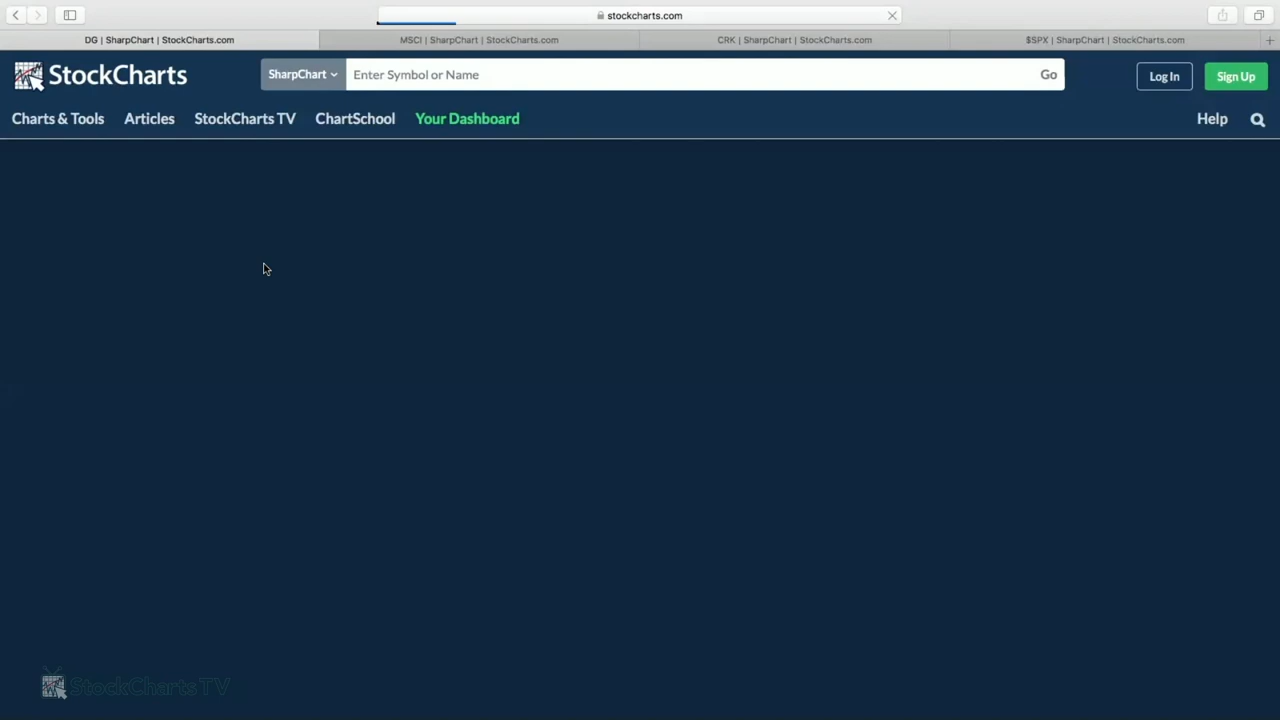 stockcharts.com
DG | SharpChart | StockCharts.com
MSCI | SharpChart | StockCharts.com
CRK | SharpChart | StockCharts.com
$SPX | SharpChart | StockCharts.com
StockCharts
SharpChart
Enter Symbol or Name
Go
Log In
Sign Up
Charts & Tools
Articles
StockCharts TV
ChartSchool
Your Dashboard
Help
StockCharts TV